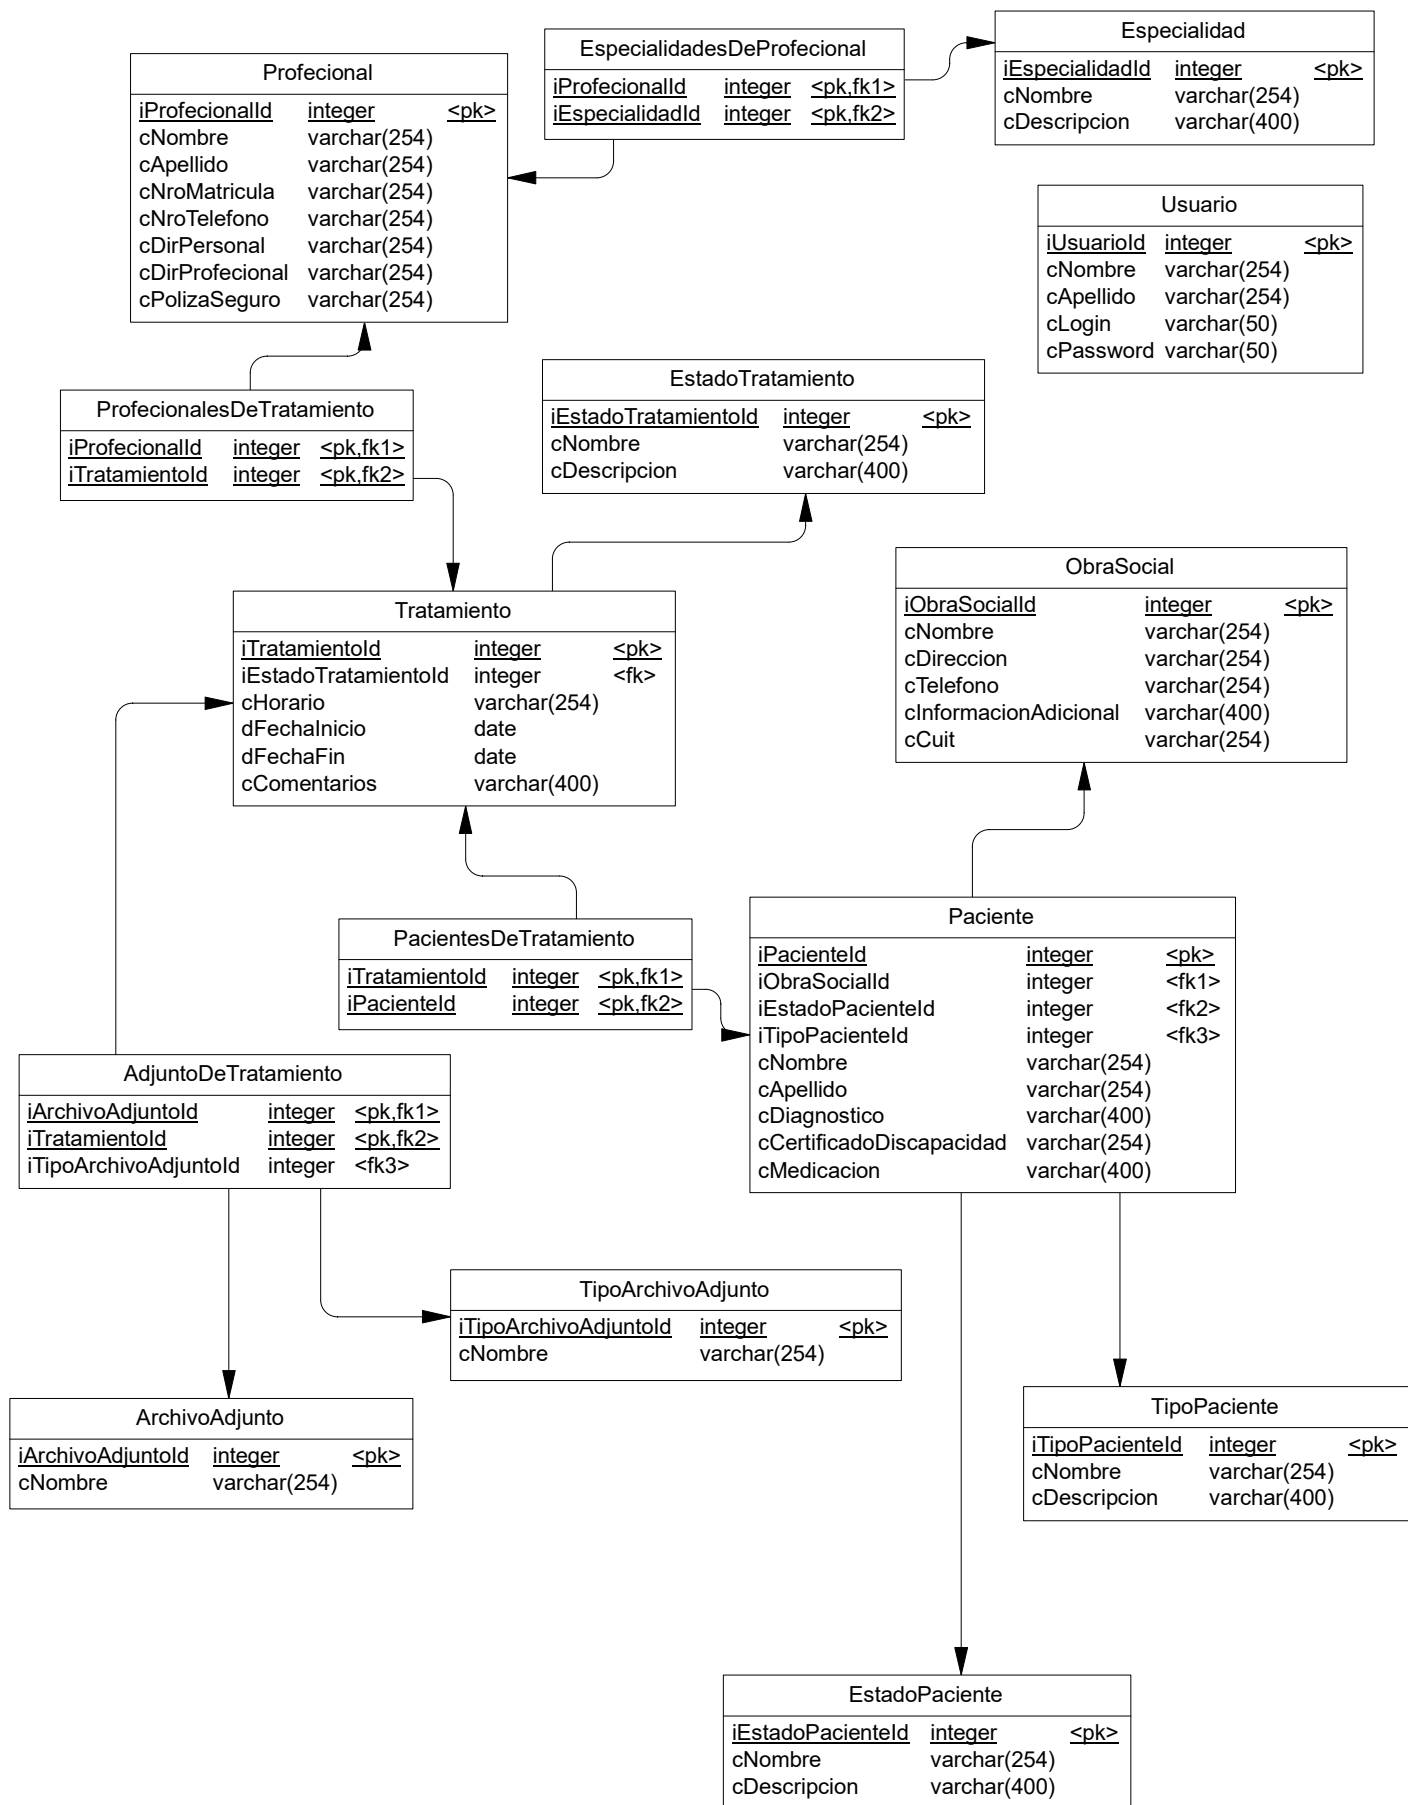 Profecional
iProfecionalId integer <pk>
cNombre varchar(254)
cApellido varchar(254)
cNroMatricula varchar(254)
cNroTelefono varchar(254)
cDirPersonal varchar(254)
cDirProfecional varchar(254)
cPolizaSeguro varchar(254)
EspecialidadesDeProfecional
iProfecionalId integer <pk,fk1>
iEspecialidadId integer <pk,fk2>
Especialidad
iEspecialidadId integer <pk>
cNombre varchar(254)
cDescripcion varchar(400)
Usuario
iUsuarioId integer <pk>
cNombre varchar(254)
cApellido varchar(254)
cLogin varchar(50)
cPassword varchar(50)
ProfecionalesDeTratamiento
iProfecionalId integer <pk,fk1>
iTratamientoId integer <pk,fk2>
EstadoTratamiento
iEstadoTratamientoId integer <pk>
cNombre varchar(254)
cDescripcion varchar(400)
Tratamiento
iTratamientoId integer <pk>
iEstadoTratamientoId integer <fk>
cHorario varchar(254)
dFechaInicio date
dFechaFin date
cComentarios varchar(400)
ObraSocial
iObraSocialId integer <pk>
cNombre varchar(254)
cDireccion varchar(254)
cTelefono varchar(254)
cInformacionAdicional varchar(400)
cCuit varchar(254)
PacientesDeTratamiento
iTratamientoId integer <pk,fk1>
iPacienteId integer <pk,fk2>
Paciente
iPacienteId integer <pk>
iObraSocialId integer <fk1>
iEstadoPacienteId integer <fk2>
iTipoPacienteId integer <fk3>
cNombre varchar(254)
cApellido varchar(254)
cDiagnostico varchar(400)
cCertificadoDiscapacidad varchar(254)
cMedicacion varchar(400)
AdjuntoDeTratamiento
iArchivoAdjuntoId integer <pk,fk1>
iTratamientoId integer <pk,fk2>
iTipoArchivoAdjuntoId integer <fk3>
TipoArchivoAdjunto
iTipoArchivoAdjuntoId integer <pk>
cNombre varchar(254)
ArchivoAdjunto
iArchivoAdjuntoId integer <pk>
cNombre varchar(254)
TipoPaciente
iTipoPacienteId integer <pk>
cNombre varchar(254)
cDescripcion varchar(400)
EstadoPaciente
iEstadoPacienteId integer <pk>
cNombre varchar(254)
cDescripcion varchar(400)